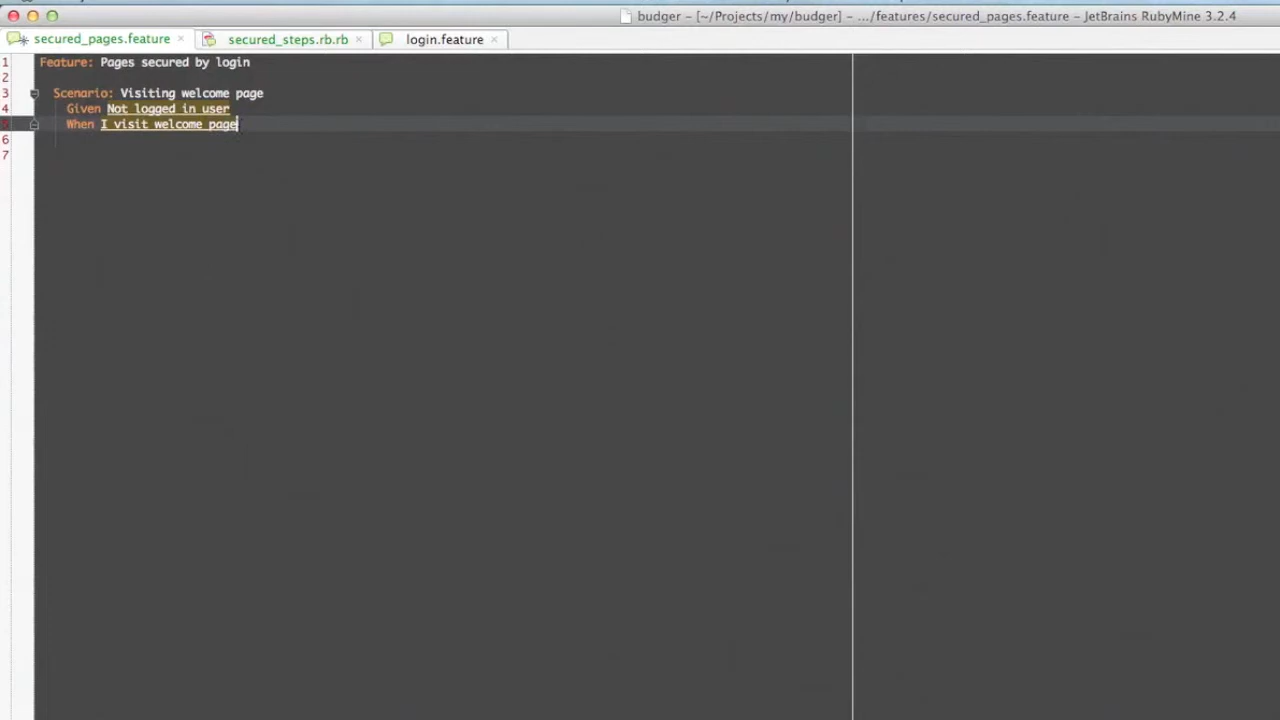 budger – [~/Projects/my/budger] – .../features/secured_pages.feature – JetBrains RubyMine 3.2.4
secured_pages.feature secured_steps.rb.rb login.feature
1 Feature: Pages secured by login
2
3 Scenario: Visiting welcome page
4 Given Not logged in user
When I visit welcome page
6
7